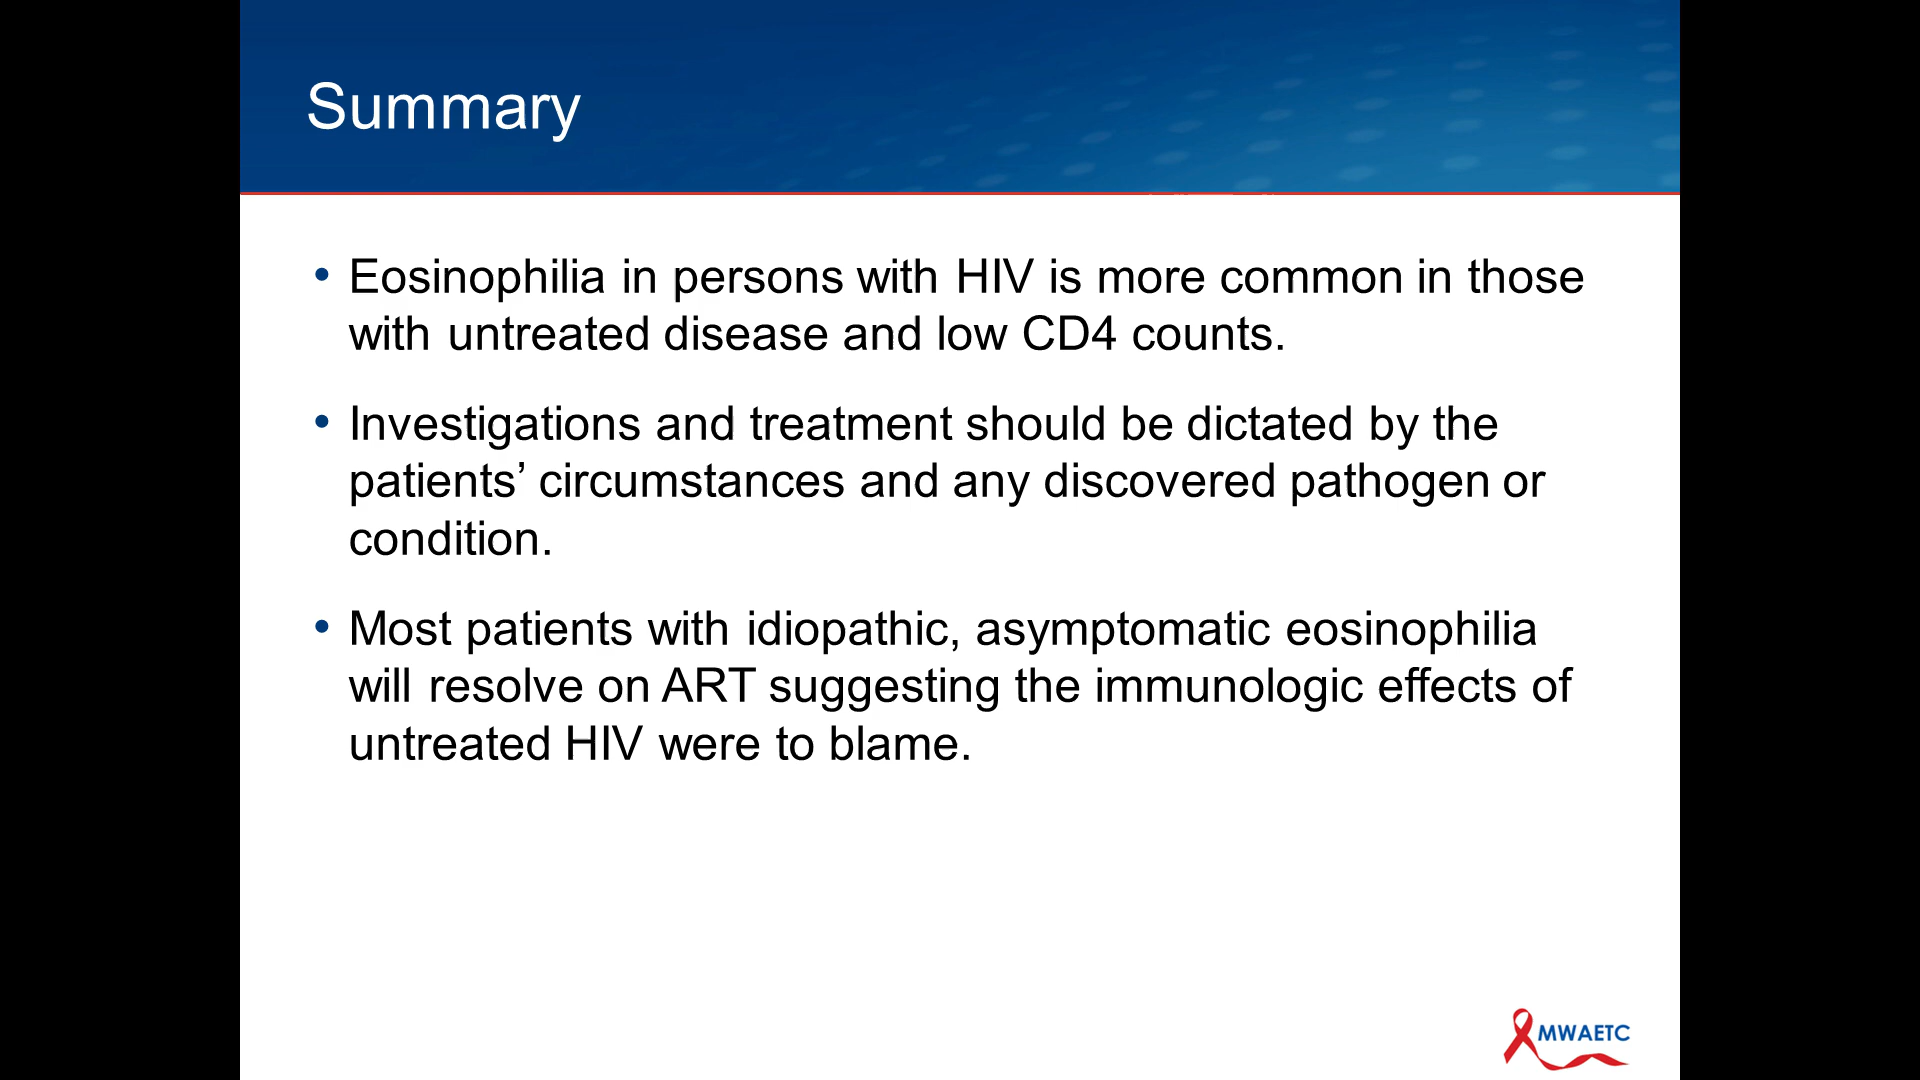 Summary
• Eosinophilia in persons with HIV is more common in those
with untreated disease and low CD4 counts.
• Investigations and treatment should be dictated by the
patients’ circumstances and any discovered pathogen or
condition.
• Most patients with idiopathic, asymptomatic eosinophilia
will resolve on ART suggesting the immunologic effects of
untreated HIV were to blame.
MWAETC